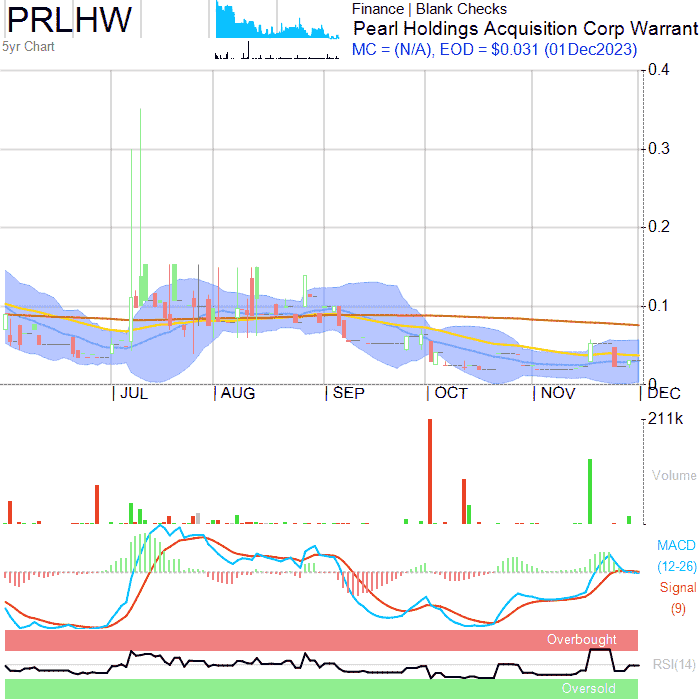 PRLHW
5yr Chart
Finance | Blank Checks
Pearl Holdings Acquisition Corp Warrant
MC = (N/A), EOD = $0.031 (01Dec2023)
0.4
0.3
0.2
0.1
0
JUL AUG SEP OCT NOV DEC
211k
Volume
MACD
(12-26)
Signal
(9)
Overbought
RSI(14)
Oversold